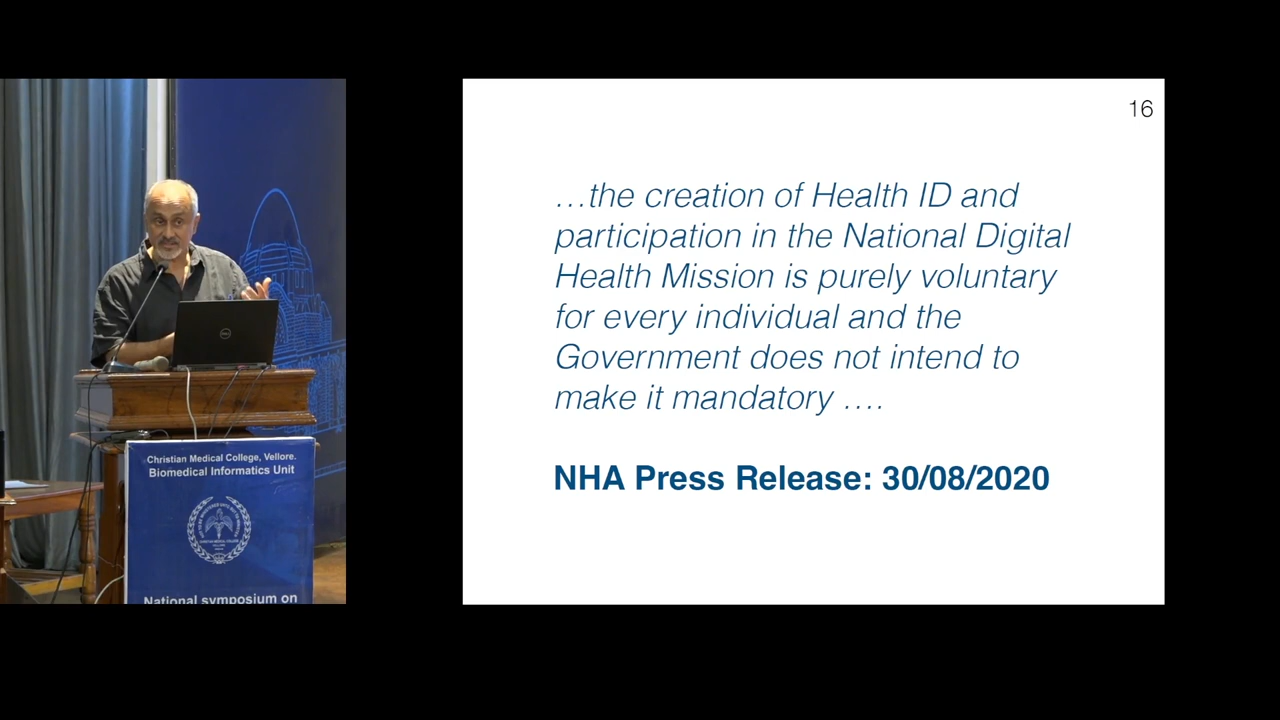 16
…the creation of Health ID and
participation in the National Digital
Health Mission is purely voluntary
for every individual and the
Government does not intend to
make it mandatory ….
NHA Press Release: 30/08/2020
DELL
Christian Medical College, Vellore.
Biomedical Informatics Unit
National symposium on